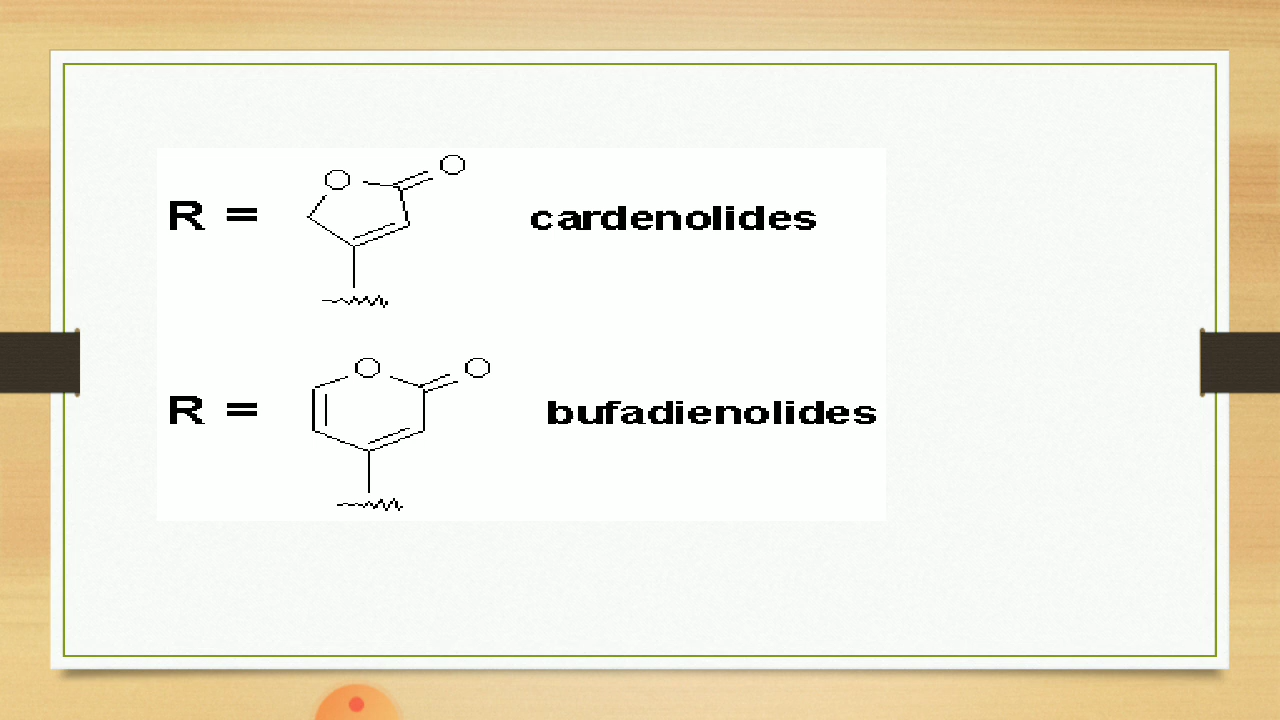 O
O
R =
cardenolides
O
O
R =
bufadienolides